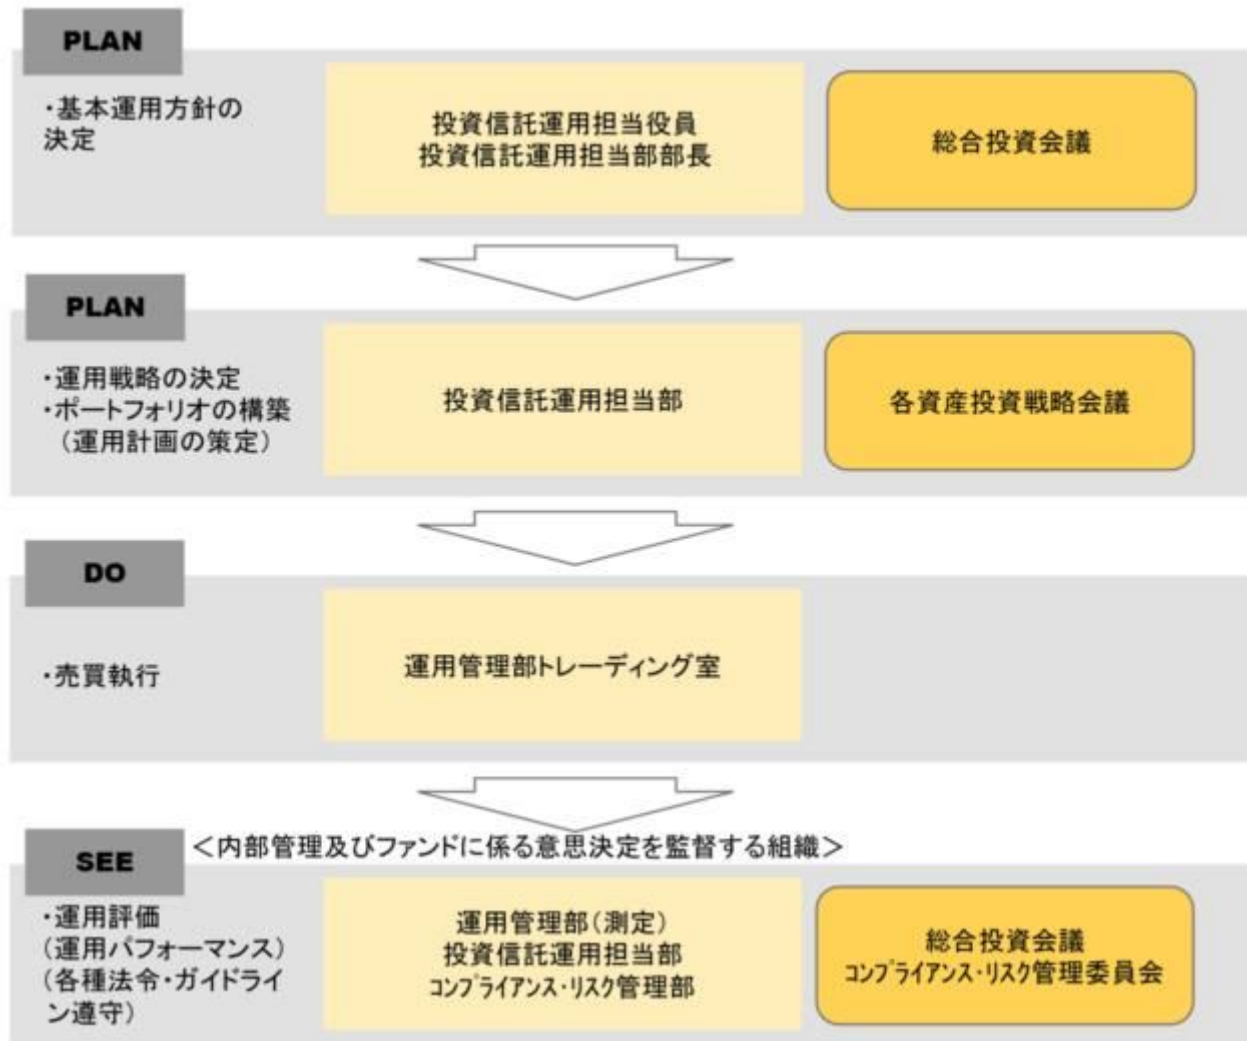 PLAN
・基本運用方針の
決定
投資信託運用担当役員
投資信託運用担当部部長
総合投資会議
PLAN
・運用戦略の決定
・ポートフォリオの構築
（運用計画の策定）
投資信託運用担当部
各資産投資戦略会議
DO
・売買執行
運用管理部トレーディング室
SEE
＜内部管理及びファンドに係る意思決定を監督する組織＞
・運用評価
（運用パフォーマンス）
（各種法令・ガイドライ
ン遵守）
運用管理部（測定）
投資信託運用担当部
ｺﾝﾌﾟﾗｲｱﾝｽ・ﾘｽｸ管理部
総合投資会議
ｺﾝﾌﾟﾗｲｱﾝｽ・ﾘｽｸ管理委員会